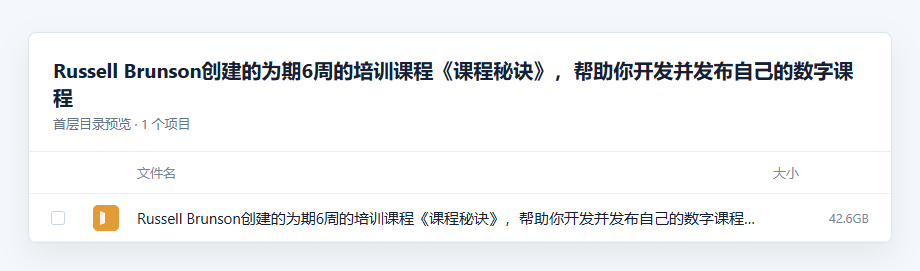 Russell Brunson创建的为期6周的培训课程《课程秘诀》，帮助你开发并发布自己的数字课
程
首层目录预览 · 1 个项目
文件名 大小
Russell Brunson创建的为期6周的培训课程《课程秘诀》，帮助你开发并发布自己的数字课程... 42.6GB